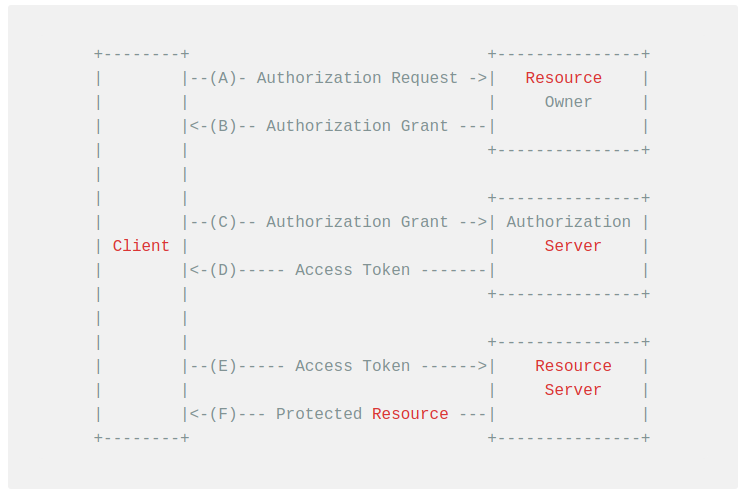 +--------+                               +---------------+
|        |--(A)- Authorization Request ->|   Resource    |
|        |                               |     Owner     |
|        |<-(B)-- Authorization Grant ---|               |
|        |                               +---------------+
|        |
|        |                               +---------------+
|        |--(C)-- Authorization Grant -->| Authorization |
| Client |                               |     Server    |
|        |<-(D)----- Access Token -------|               |
|        |                               +---------------+
|        |
|        |                               +---------------+
|        |--(E)----- Access Token ------>|    Resource   |
|        |                               |     Server    |
|        |<-(F)--- Protected Resource ---|               |
+--------+                               +---------------+